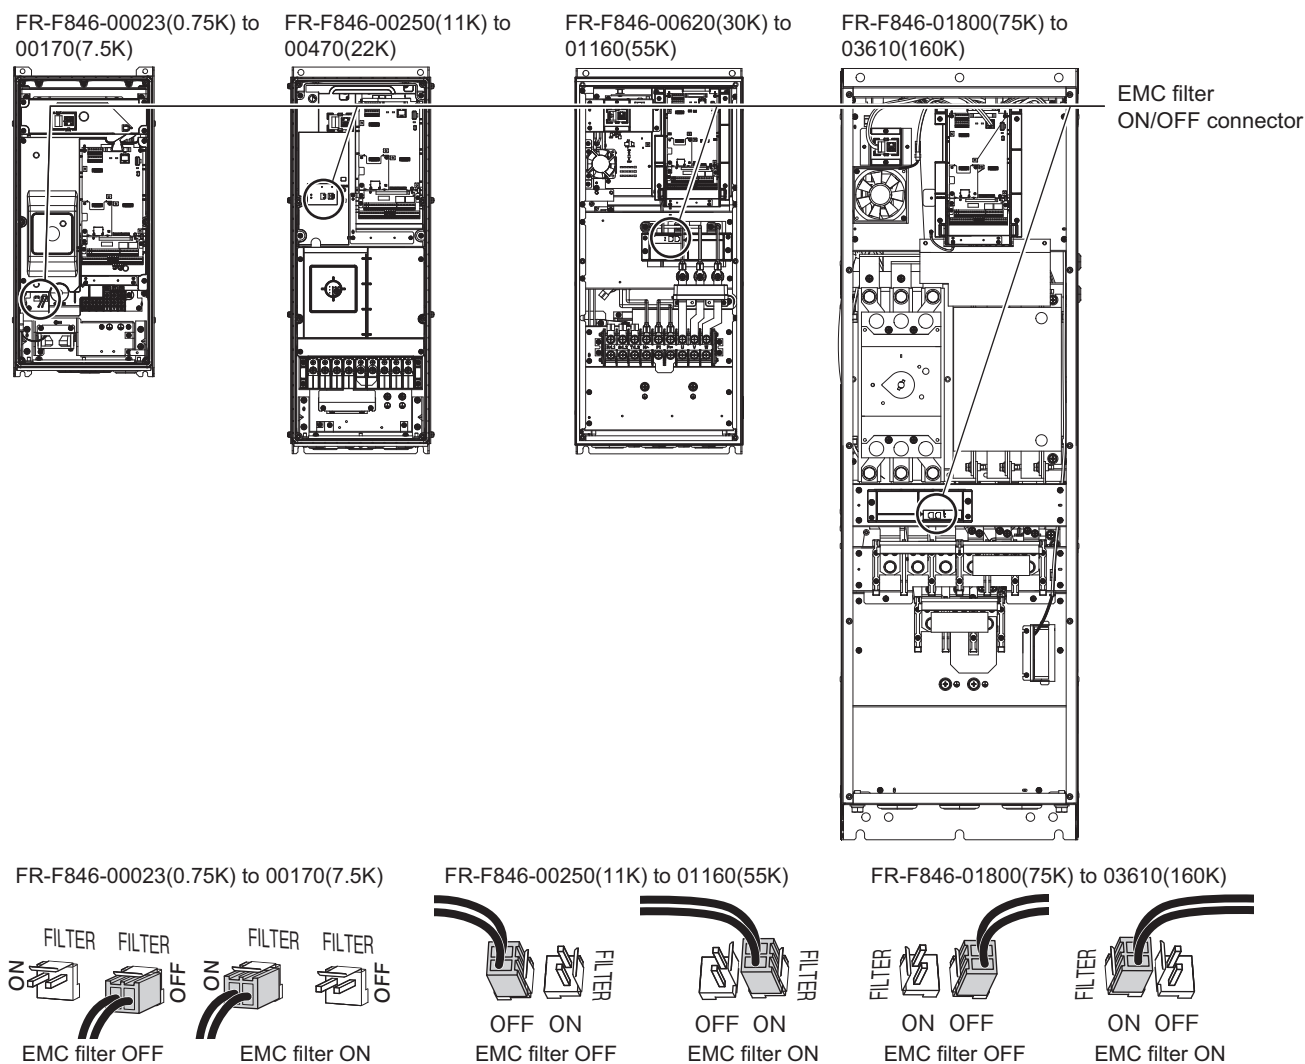 FR-F846-00023(0.75K) to
00170(7.5K)
FR-F846-00250(11K) to
00470(22K)
FR-F846-00620(30K) to
01160(55K)
FR-F846-01800(75K) to
03610(160K)
EMC filter
ON/OFF connector
FR-F846-00023(0.75K) to 00170(7.5K)
FR-F846-00250(11K) to 01160(55K)
FR-F846-01800(75K) to 03610(160K)
FILTER FILTER
ON
OFF
EMC filter OFF
FILTER FILTER
ON
OFF
EMC filter ON
FILTER
OFF ON
EMC filter OFF
FILTER
OFF ON
EMC filter ON
FILTER
ON OFF
EMC filter OFF
FILTER
ON OFF
EMC filter ON